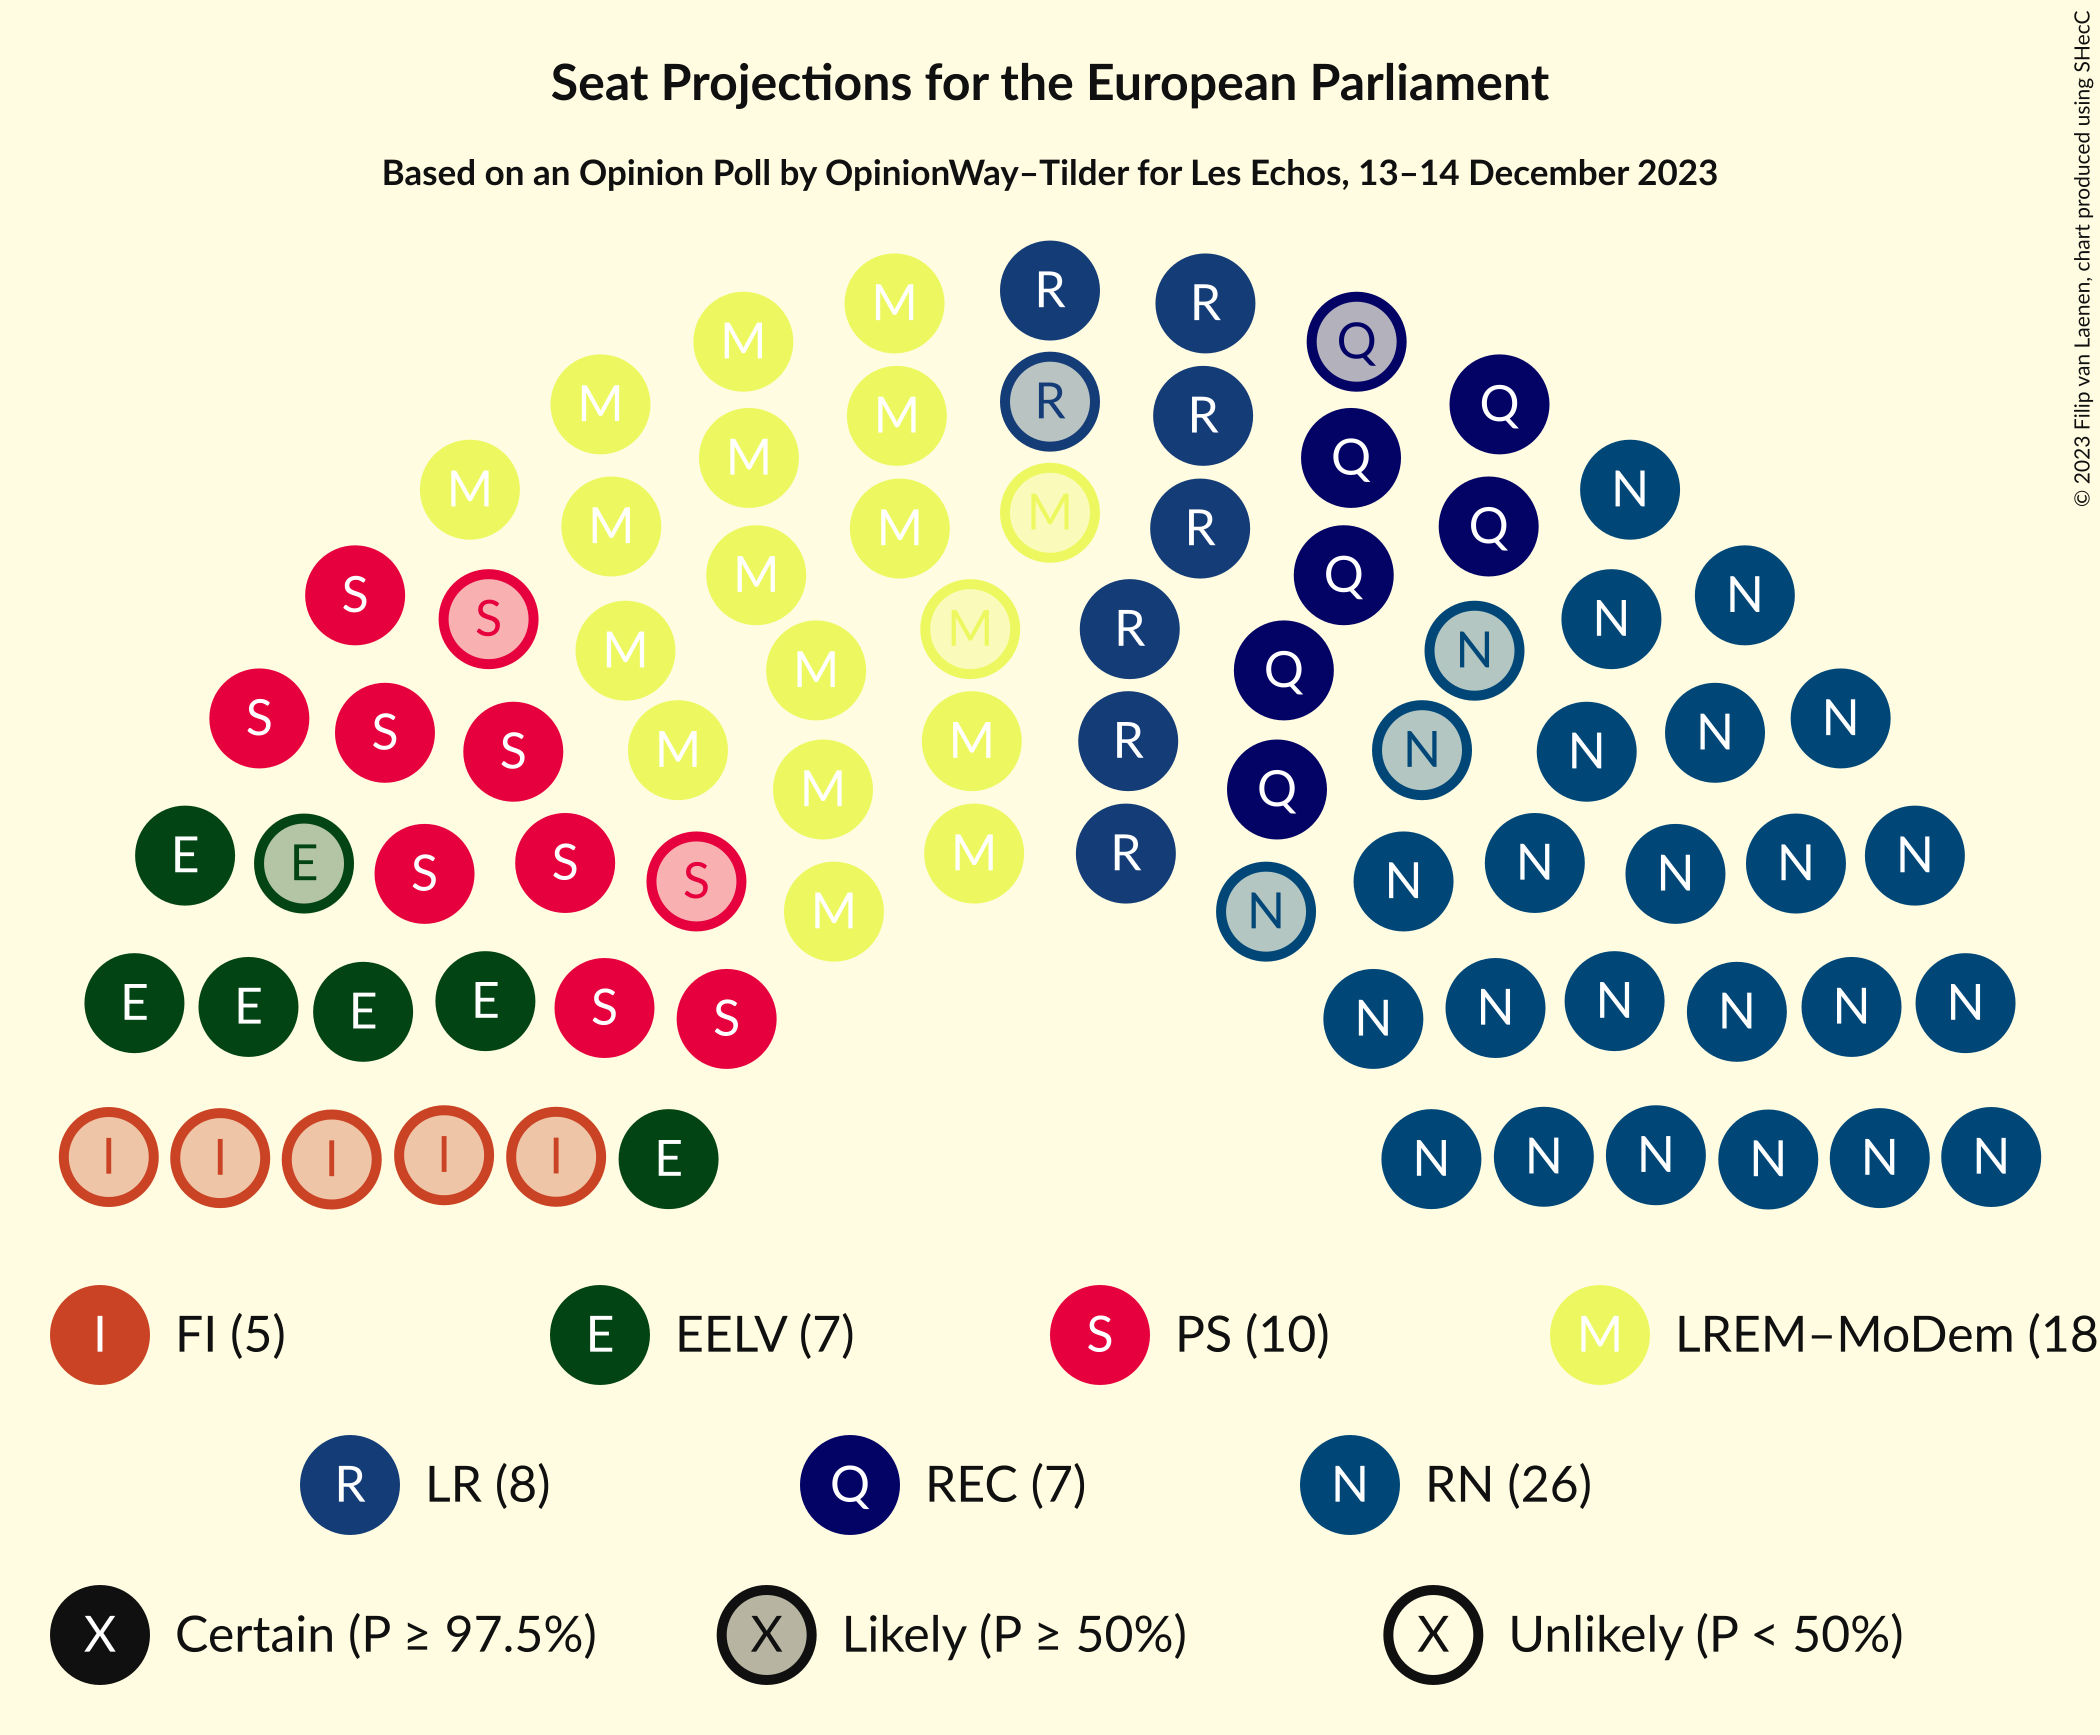 Seat Projections for the European Parliament
Based on an Opinion Poll by OpinionWay–Tilder for Les Echos, 13–14 December 2023
© 2023 Filip van Laenen, chart produced using SHecC
R
M R
M Q
R
M Q
M R
M Q
M N
M
M Q
M R
M Q
S N
S N
M R
M N
M Q
S N
S N
M Q
S R
S M N
M N
M Q
E R
E M N
S N
S N
S N
M N
E N
E S N
E N
E S N
I I I I I E N N N N N N
I FI (5) E EELV (7) S PS (10) M LREM–MoDem (18
R LR (8) Q REC (7) N RN (26)
X Certain (P ≥ 97.5%) X Likely (P ≥ 50%) X Unlikely (P < 50%)